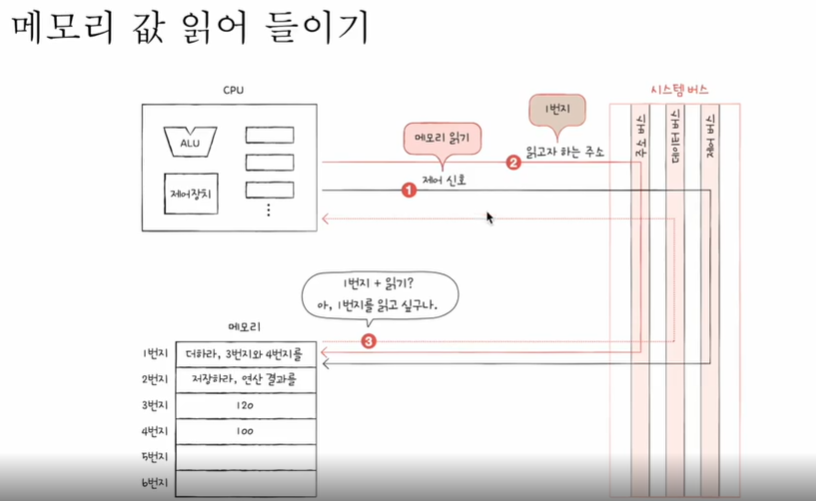 메모리 값 읽어 들이기
CPU
시스템 버스
1번지
메모리 읽기
ALU
제어장치
2 읽고자 하는 주소
1 제어 신호
주소 버스
데이터 버스
제어 버스
1번지 + 읽기?
아, 1번지를 읽고 싶구나.
3
메모리
1번지 더하라, 3번지와 4번지를
2번지 저장하라, 연산 결과를
3번지 120
4번지 100
5번지
6번지